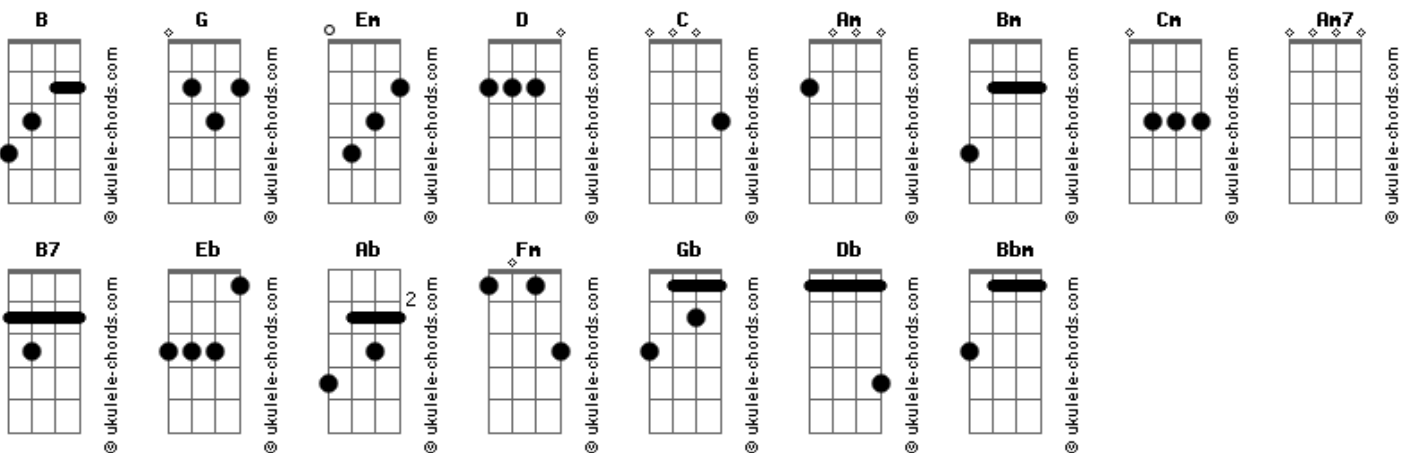 B G Em D C Am Bm Cm Am7
© ukulele-chords.com © ukulele-chords.com © ukulele-chords.com © ukulele-chords.com © ukulele-chords.com © ukulele-chords.com © ukulele-chords.com © ukulele-chords.com © ukulele-chords.com
B7 Eb Ab Fm Gb Db Bbm
2
© ukulele-chords.com © ukulele-chords.com © ukulele-chords.com © ukulele-chords.com © ukulele-chords.com © ukulele-chords.com © ukulele-chords.com